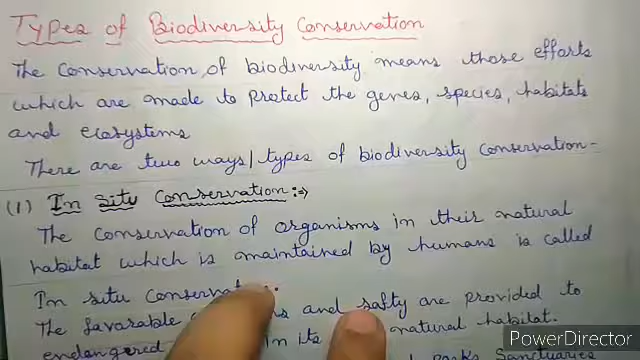 Types of Biodiversity Conservation
The Conservation of biodiversity means those efforts
which are made to protect the genes, species, habitats
and ecosystems
There are two ways/types of biodiversity conservation-
(1) In Situ Conservation:→
The Conservation of organisms in their natural
habitat which is maintained by humans is called
In situ
The favarable and safty are provided to
endangered in its natural habitat.
parks Sanctuaries
PowerDirector